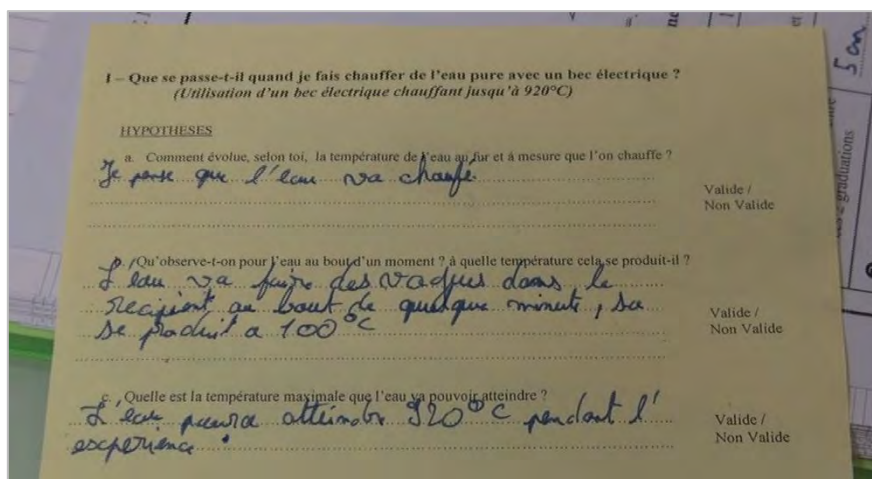 I – Que se passe-t-il quand je fais chauffer de l'eau pure avec un bec électrique ?
(Utilisation d'un bec électrique chauffant jusqu'à 920°C)
HYPOTHESES
a. Comment évolue, selon toi, la température de l'eau au fur et à mesure que l'on chauffe ?
Je pense que l'eau va chaufé.
Valide /
Non Valide
b. Qu'observe-t-on pour l'eau au bout d'un moment ? à quelle température cela se produit-il ?
L'eau va faire des vagues dans le
recipient au bout de quelque minute, sa
se produit a 100°C
Valide /
Non Valide
c. Quelle est la température maximale que l'eau va pouvoir atteindre ?
L'eau poura atteindre 920°C pendant l'
experience.
Valide /
Non Valide
5 cm
2 graduations